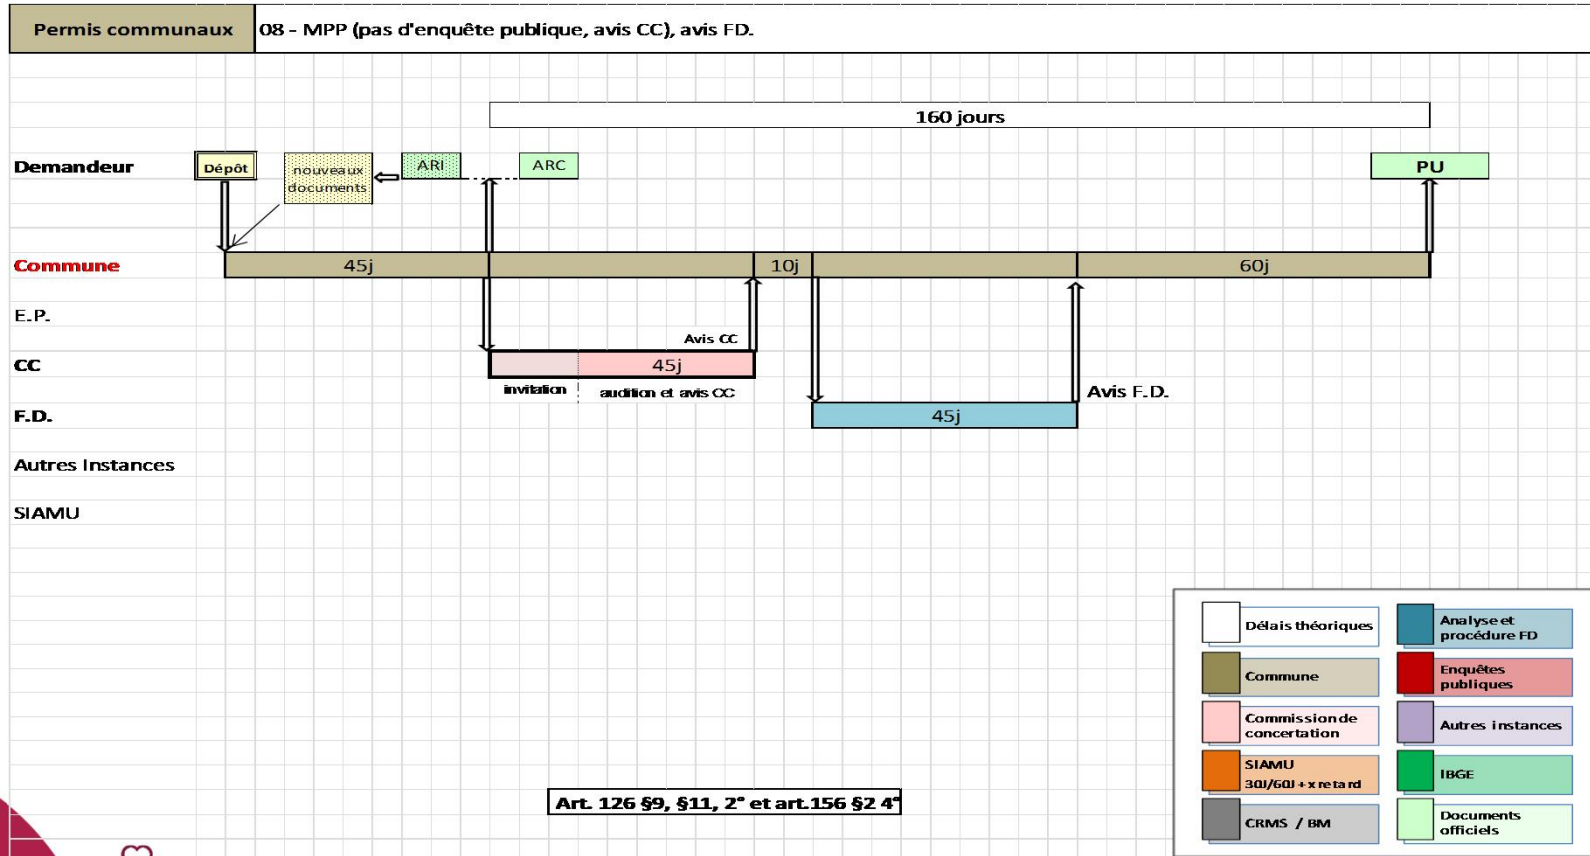 Permis communaux
08 - MPP (pas d'enquête publique, avis CC), avis FD.
160 jours
Demandeur
Dépôt
nouveaux
documents
ARI
ARC
PU
Commune
45j
10j
60j
E.P.
Avis CC
CC
45j
invitation
audition et avis CC
Avis F.D.
F.D.
45j
Autres Instances
SIAMU
Délais théoriques
Analyse et
procédure FD
Commune
Enquêtes
publiques
Commission de
concertation
Autres instances
SIAMU
30J/60J + x retard
IBGE
CRMS / BM
Documents
officiels
Art. 126 §9, §11, 2° et art.156 §2 4°